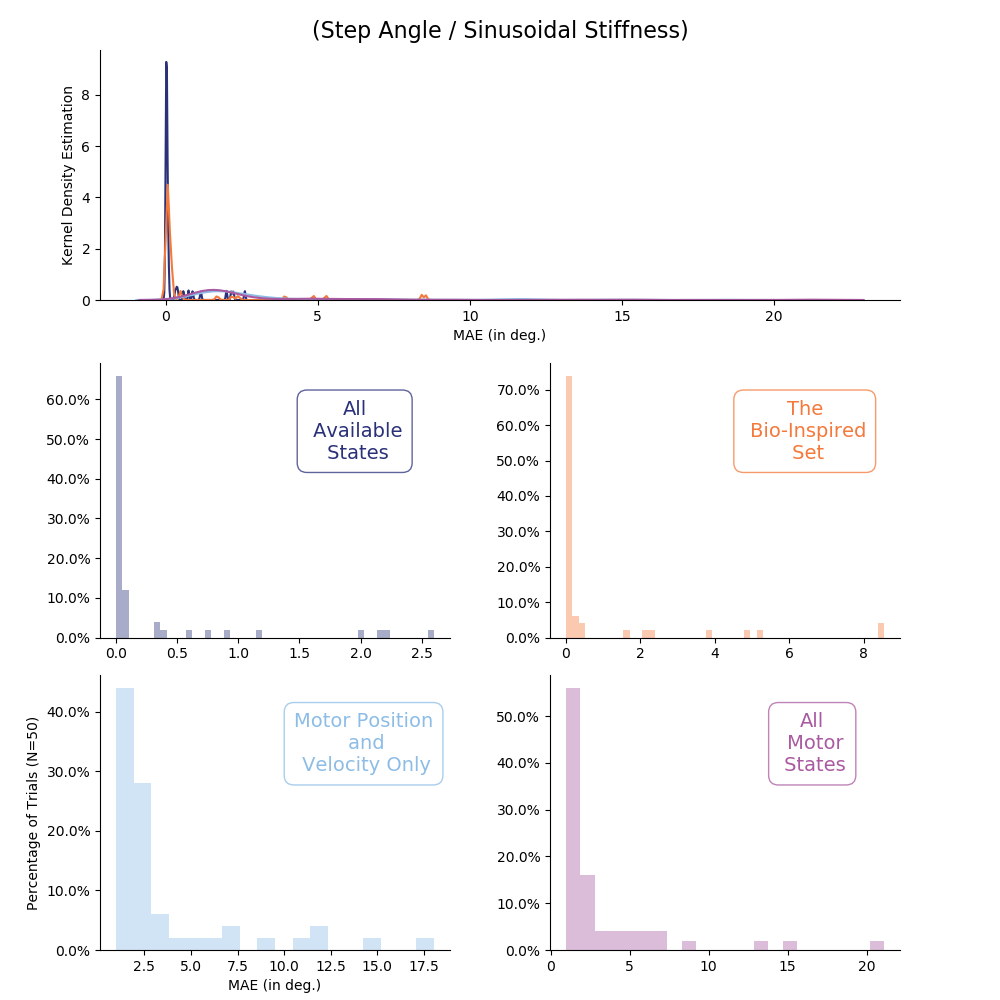 (Step Angle / Sinusoidal Stiffness)
Kernel Density Estimation
8
6
4
2
0
0 5 10 15 20
MAE (in deg.)
60.0%
50.0%
40.0%
30.0%
20.0%
10.0%
0.0%
0.0 0.5 1.0 1.5 2.0 2.5
All
Available
States
70.0%
60.0%
50.0%
40.0%
30.0%
20.0%
10.0%
0.0%
0 2 4 6 8
The
Bio-Inspired
Set
Percentage of Trials (N=50)
40.0%
30.0%
20.0%
10.0%
0.0%
2.5 5.0 7.5 10.0 12.5 15.0 17.5
MAE (in deg.)
Motor Position
and
Velocity Only
50.0%
40.0%
30.0%
20.0%
10.0%
0.0%
0 5 10 15 20
All
Motor
States